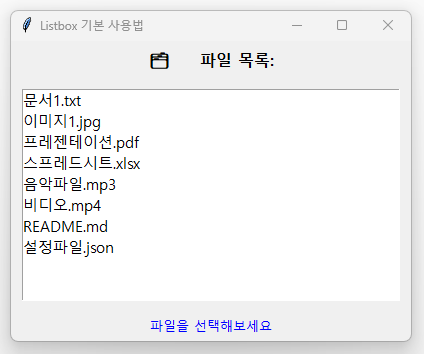 Listbox 기본 사용법
파일 목록:
문서1.txt
이미지1.jpg
프레젠테이션.pdf
스프레드시트.xlsx
음악파일.mp3
비디오.mp4
README.md
설정파일.json
파일을 선택해보세요